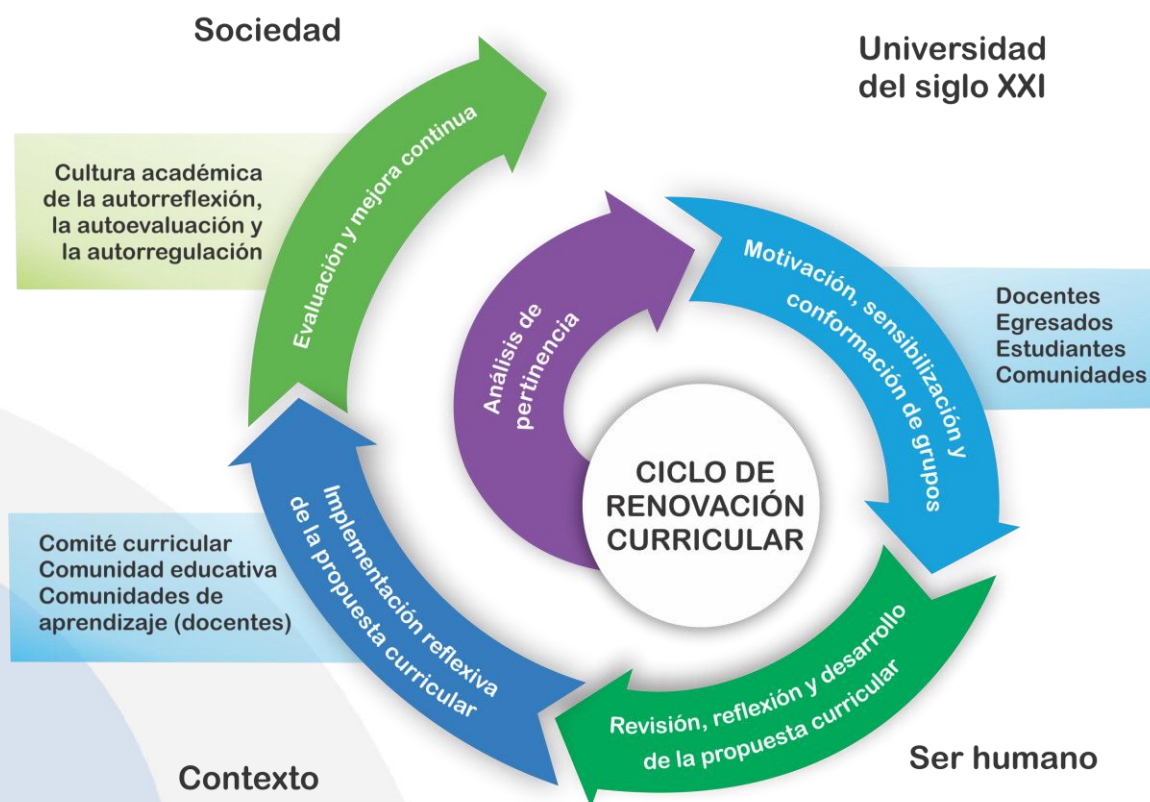 Sociedad
Universidad
del siglo XXI
Evaluación y mejora continua
Cultura académica
de la autorreflexión,
la autoevaluación y
la autorregulación
Análisis de
pertinencia
Motivación, sensibilización y
conformación de grupos
Docentes
Egresados
Estudiantes
Comunidades
CICLO DE
RENOVACIÓN
CURRICULAR
Implementación reflexiva
de la propuesta curricular
Comité curricular
Comunidad educativa
Comunidades de
aprendizaje (docentes)
Revisión, reflexión y desarrollo
de la propuesta curricular
Contexto
Ser humano